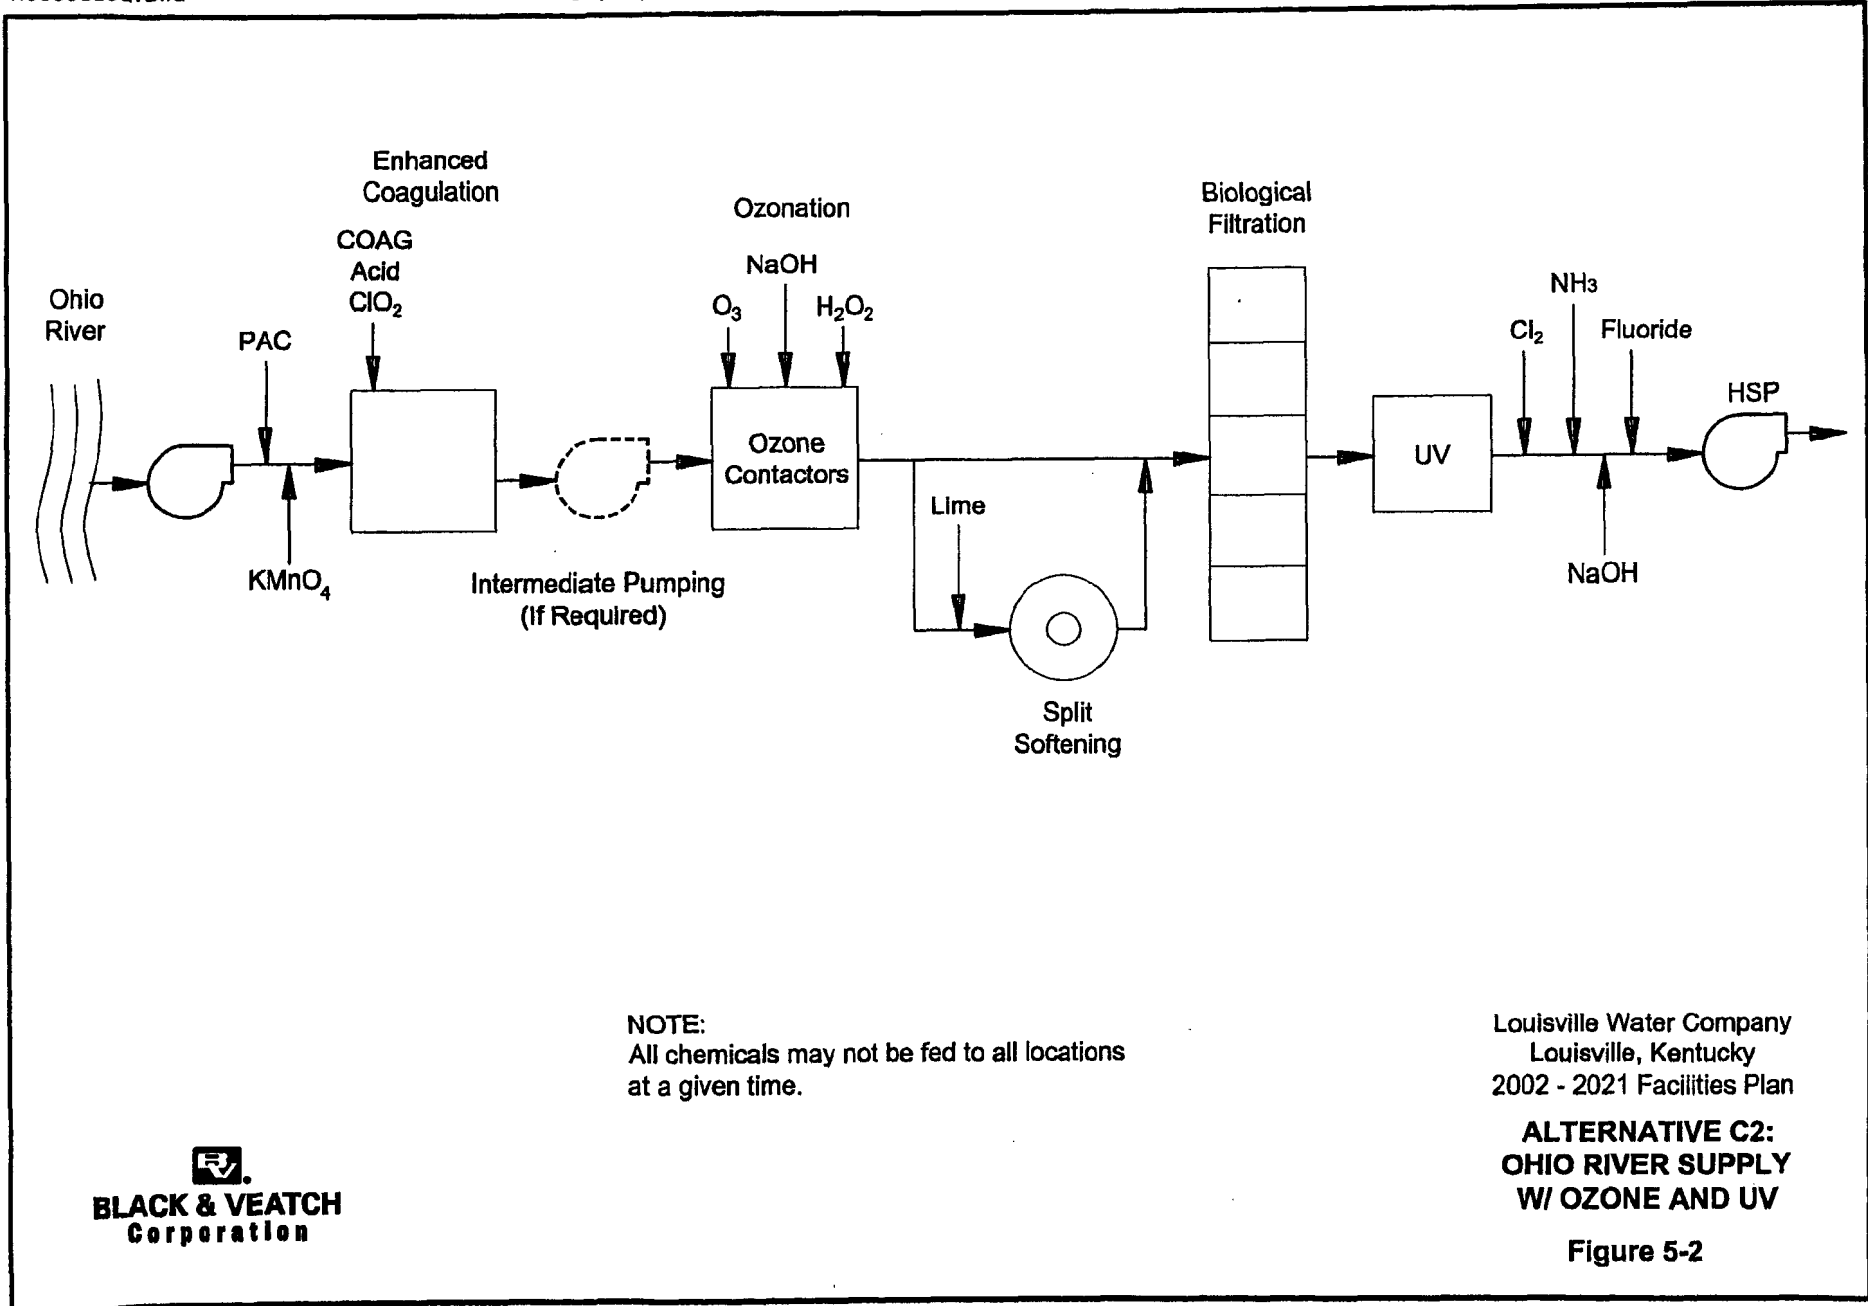 Enhanced
Coagulation
COAG
Acid
ClO₂
Ohio
River
PAC
KMnO₄
Intermediate Pumping
(If Required)
Ozonation
NaOH
O₃
H₂O₂
Ozone
Contactors
Lime
Split
Softening
Biological
Filtration
UV
NH₃
Cl₂
Fluoride
NaOH
HSP
NOTE:
All chemicals may not be fed to all locations
at a given time.
Louisville Water Company
Louisville, Kentucky
2002 - 2021 Facilities Plan
ALTERNATIVE C2:
OHIO RIVER SUPPLY
W/ OZONE AND UV
Figure 5-2
BV.
BLACK & VEATCH
Corporation